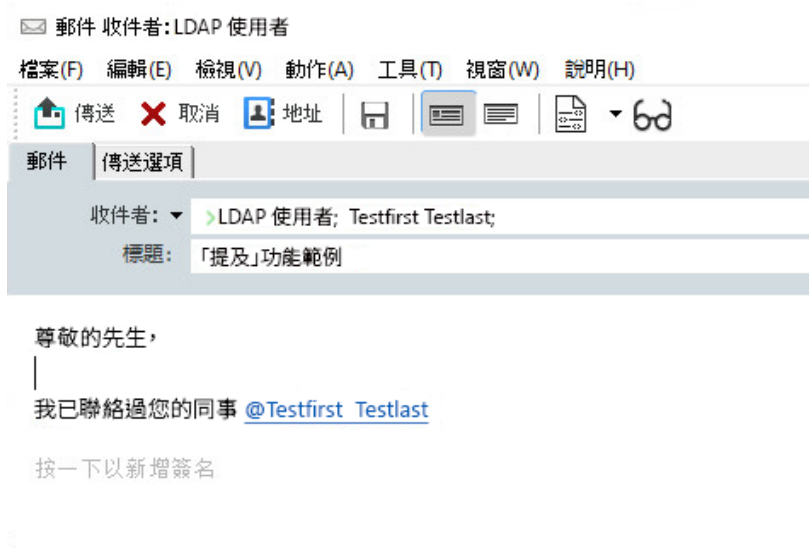 郵件 收件者: LDAP 使用者
檔案(F) 編輯(E) 檢視(V) 動作(A) 工具(T) 視窗(W) 說明(H)
傳送 取消 地址
郵件 傳送選項
收件者: >LDAP 使用者; Testfirst Testlast;
標題: 「提及」功能範例
尊敬的先生，
我已聯絡過您的同事 @Testfirst Testlast
按一下以新增簽名